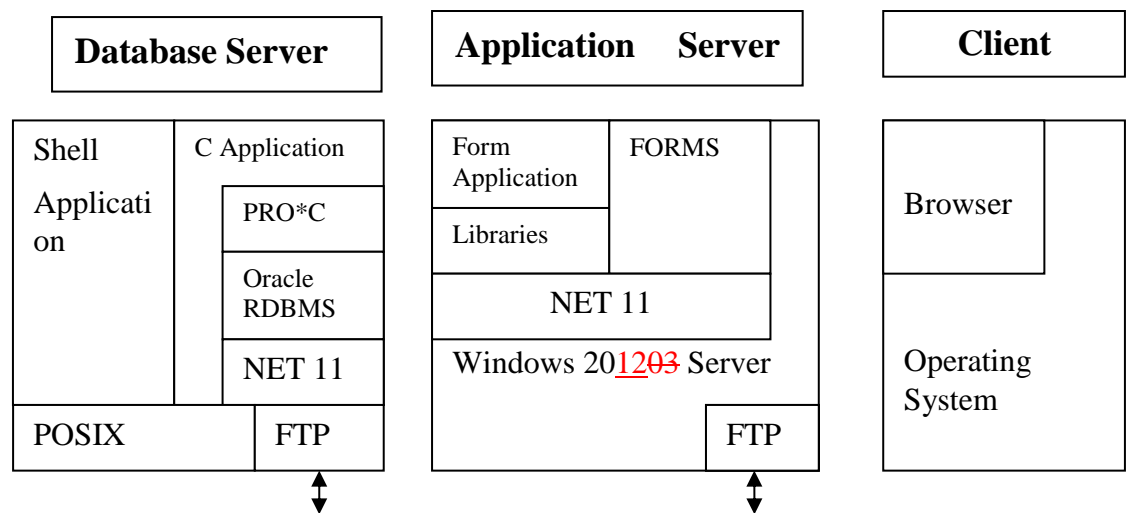 Database Server
Application Server
Client
Shell
Applicati
on
C Application
PRO*C
Oracle
RDBMS
NET 11
POSIX
FTP
Form
Application
FORMS
Libraries
NET 11
Windows 201203 Server
FTP
Browser
Operating
System